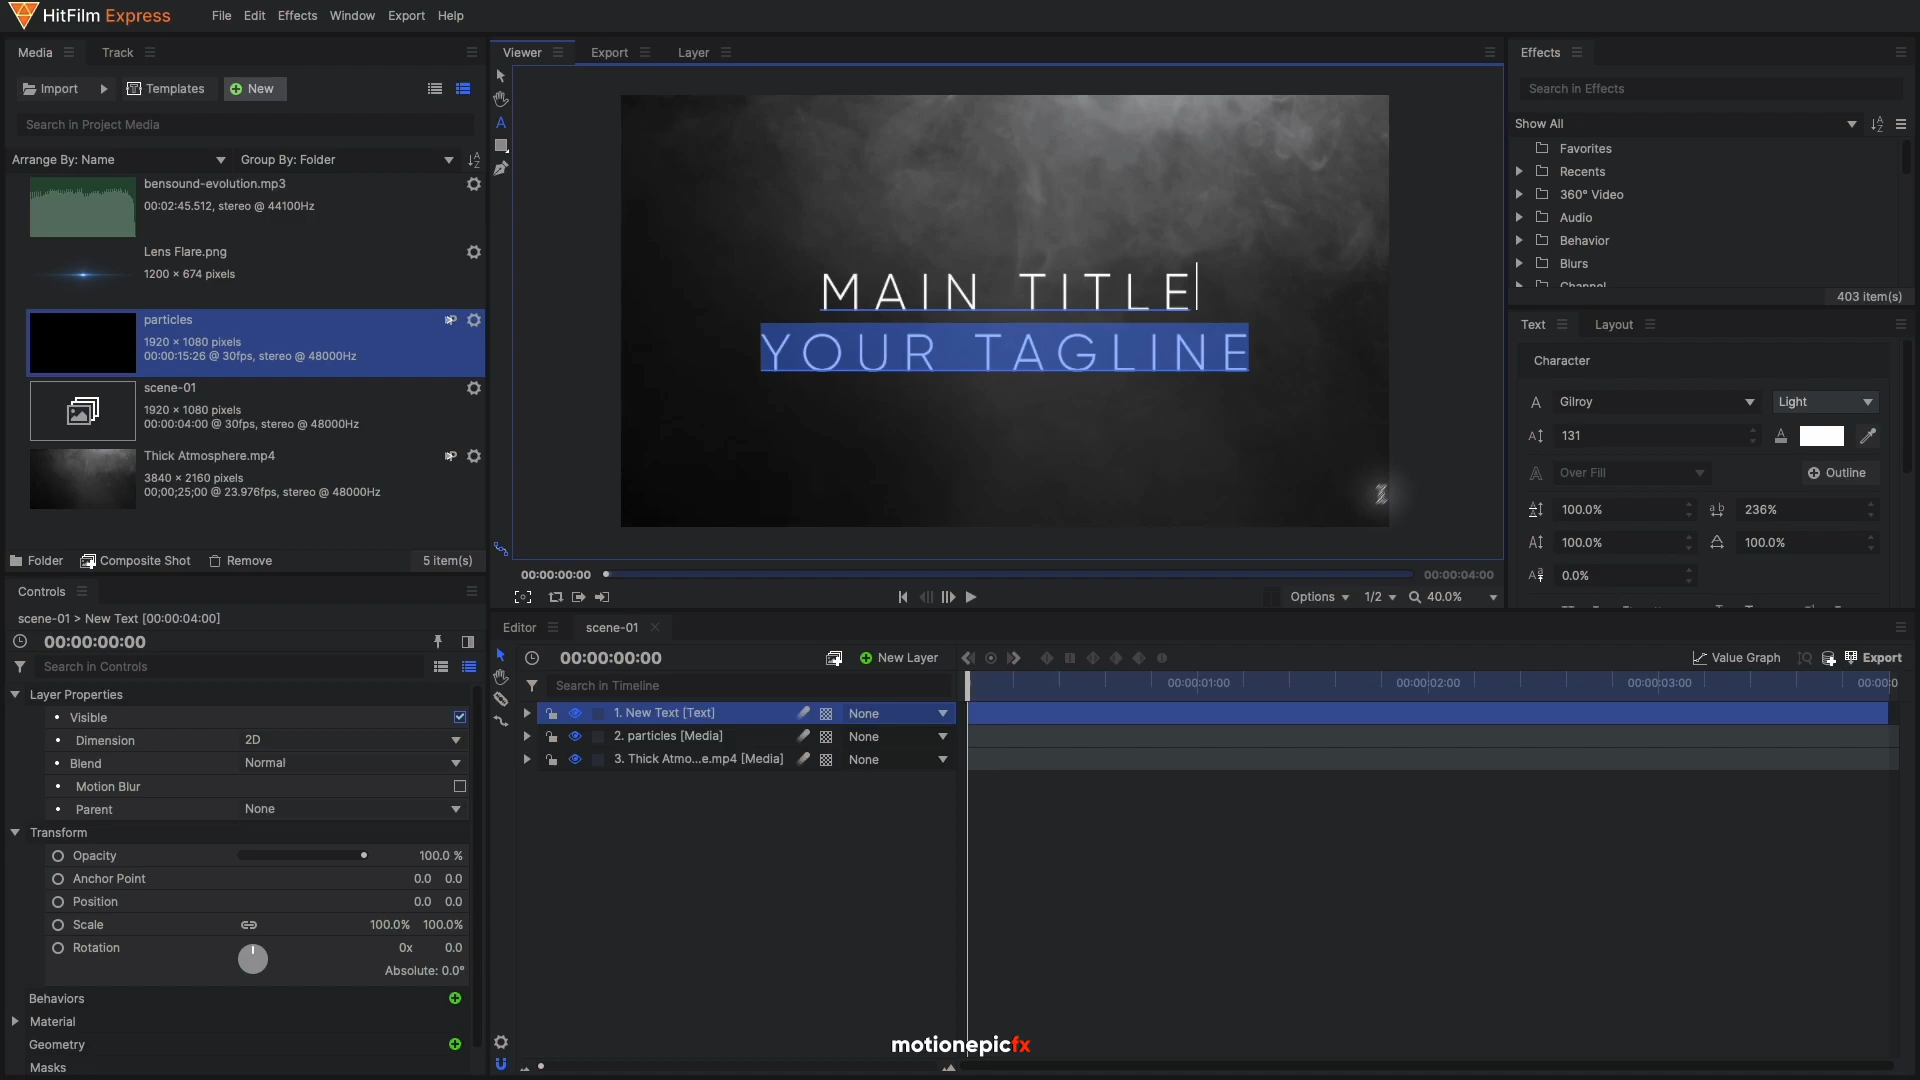 HitFilm Express
File Edit Effects Window Export Help
Media Track
Import Templates New
Search in Project Media
Arrange By: Name Group By: Folder
bensound-evolution.mp3
00:02:45.512, stereo @ 44100Hz
Lens Flare.png
1200 × 674 pixels
particles
1920 × 1080 pixels
00:00:15:26 @ 30fps, stereo @ 48000Hz
scene-01
1920 × 1080 pixels
00:00:04:00 @ 30fps, stereo @ 48000Hz
Thick Atmosphere.mp4
3840 × 2160 pixels
00;00;25;00 @ 23.976fps, stereo @ 48000Hz
Folder Composite Shot Remove 5 item(s)
Viewer Export Layer
MAIN TITLE
YOUR TAGLINE
00:00:00:00 00:00:04:00
Options 1/2 40.0%
Effects
Search in Effects
Show All
Favorites
Recents
360° Video
Audio
Behavior
Blurs
Channel
403 item(s)
Text Layout
Character
Gilroy Light
131
Over Fill Outline
100.0% 236%
100.0% 100.0%
0.0%
Controls
scene-01 > New Text [00:00:04:00]
00:00:00:00
Search in Controls
Layer Properties
Visible
Dimension 2D
Blend Normal
Motion Blur
Parent None
Transform
Opacity 100.0 %
Anchor Point 0.0 0.0
Position 0.0 0.0
Scale 100.0% 100.0%
Rotation 0x 0.0
Absolute: 0.0°
Behaviors
Material
Geometry
Masks
Editor scene-01
00:00:00:00 New Layer Value Graph Export
Search in Timeline
00:00:01:00 00:00:02:00 00:00:03:00 00:00:0
1. New Text [Text] None
2. particles [Media] None
3. Thick Atmo...e.mp4 [Media] None
motionepicfx